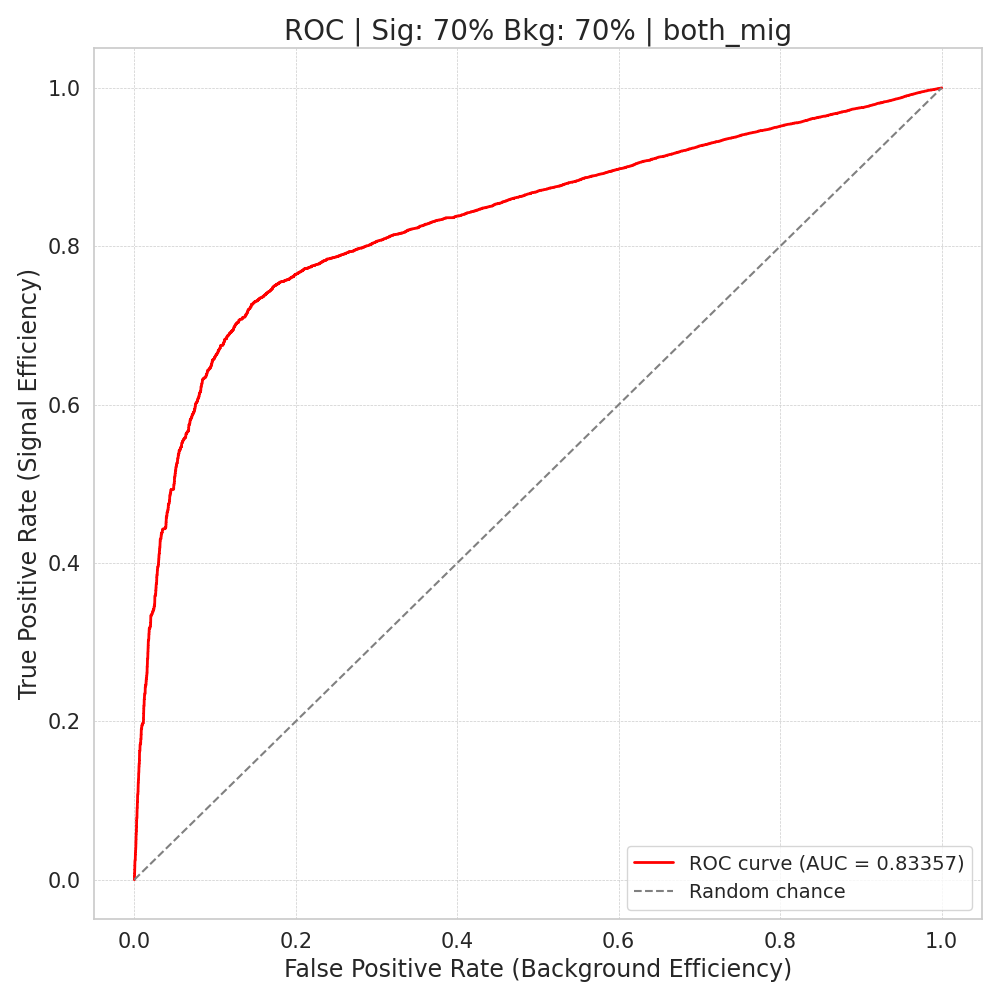 ROC | Sig: 70% Bkg: 70% | both_mig
True Positive Rate (Signal Efficiency)
1.0
0.8
0.6
0.4
0.2
0.0
ROC curve (AUC = 0.83357)
Random chance
0.0 0.2 0.4 0.6 0.8 1.0
False Positive Rate (Background Efficiency)